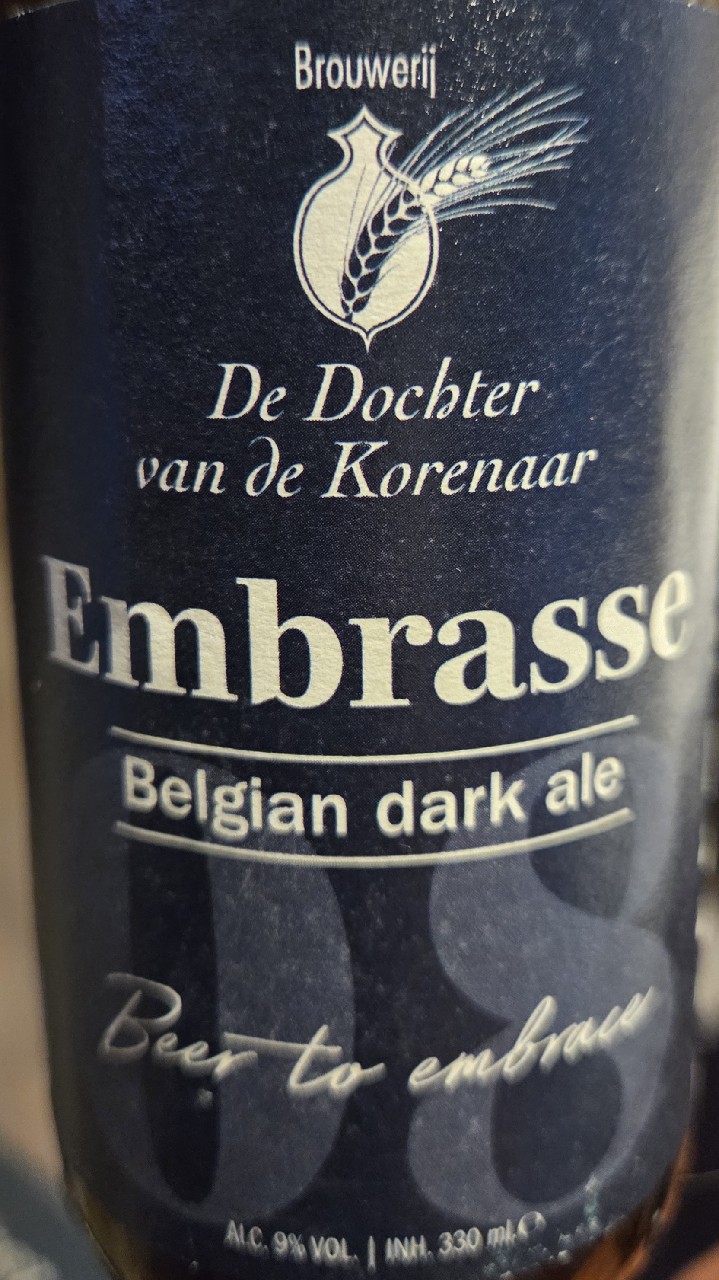 Brouwerij
De Dochter
van de Korenaar
Embrasse
Belgian dark ale
08
Beer to embrace
ALC. 9% VOL. | INH. 330 ml.℮